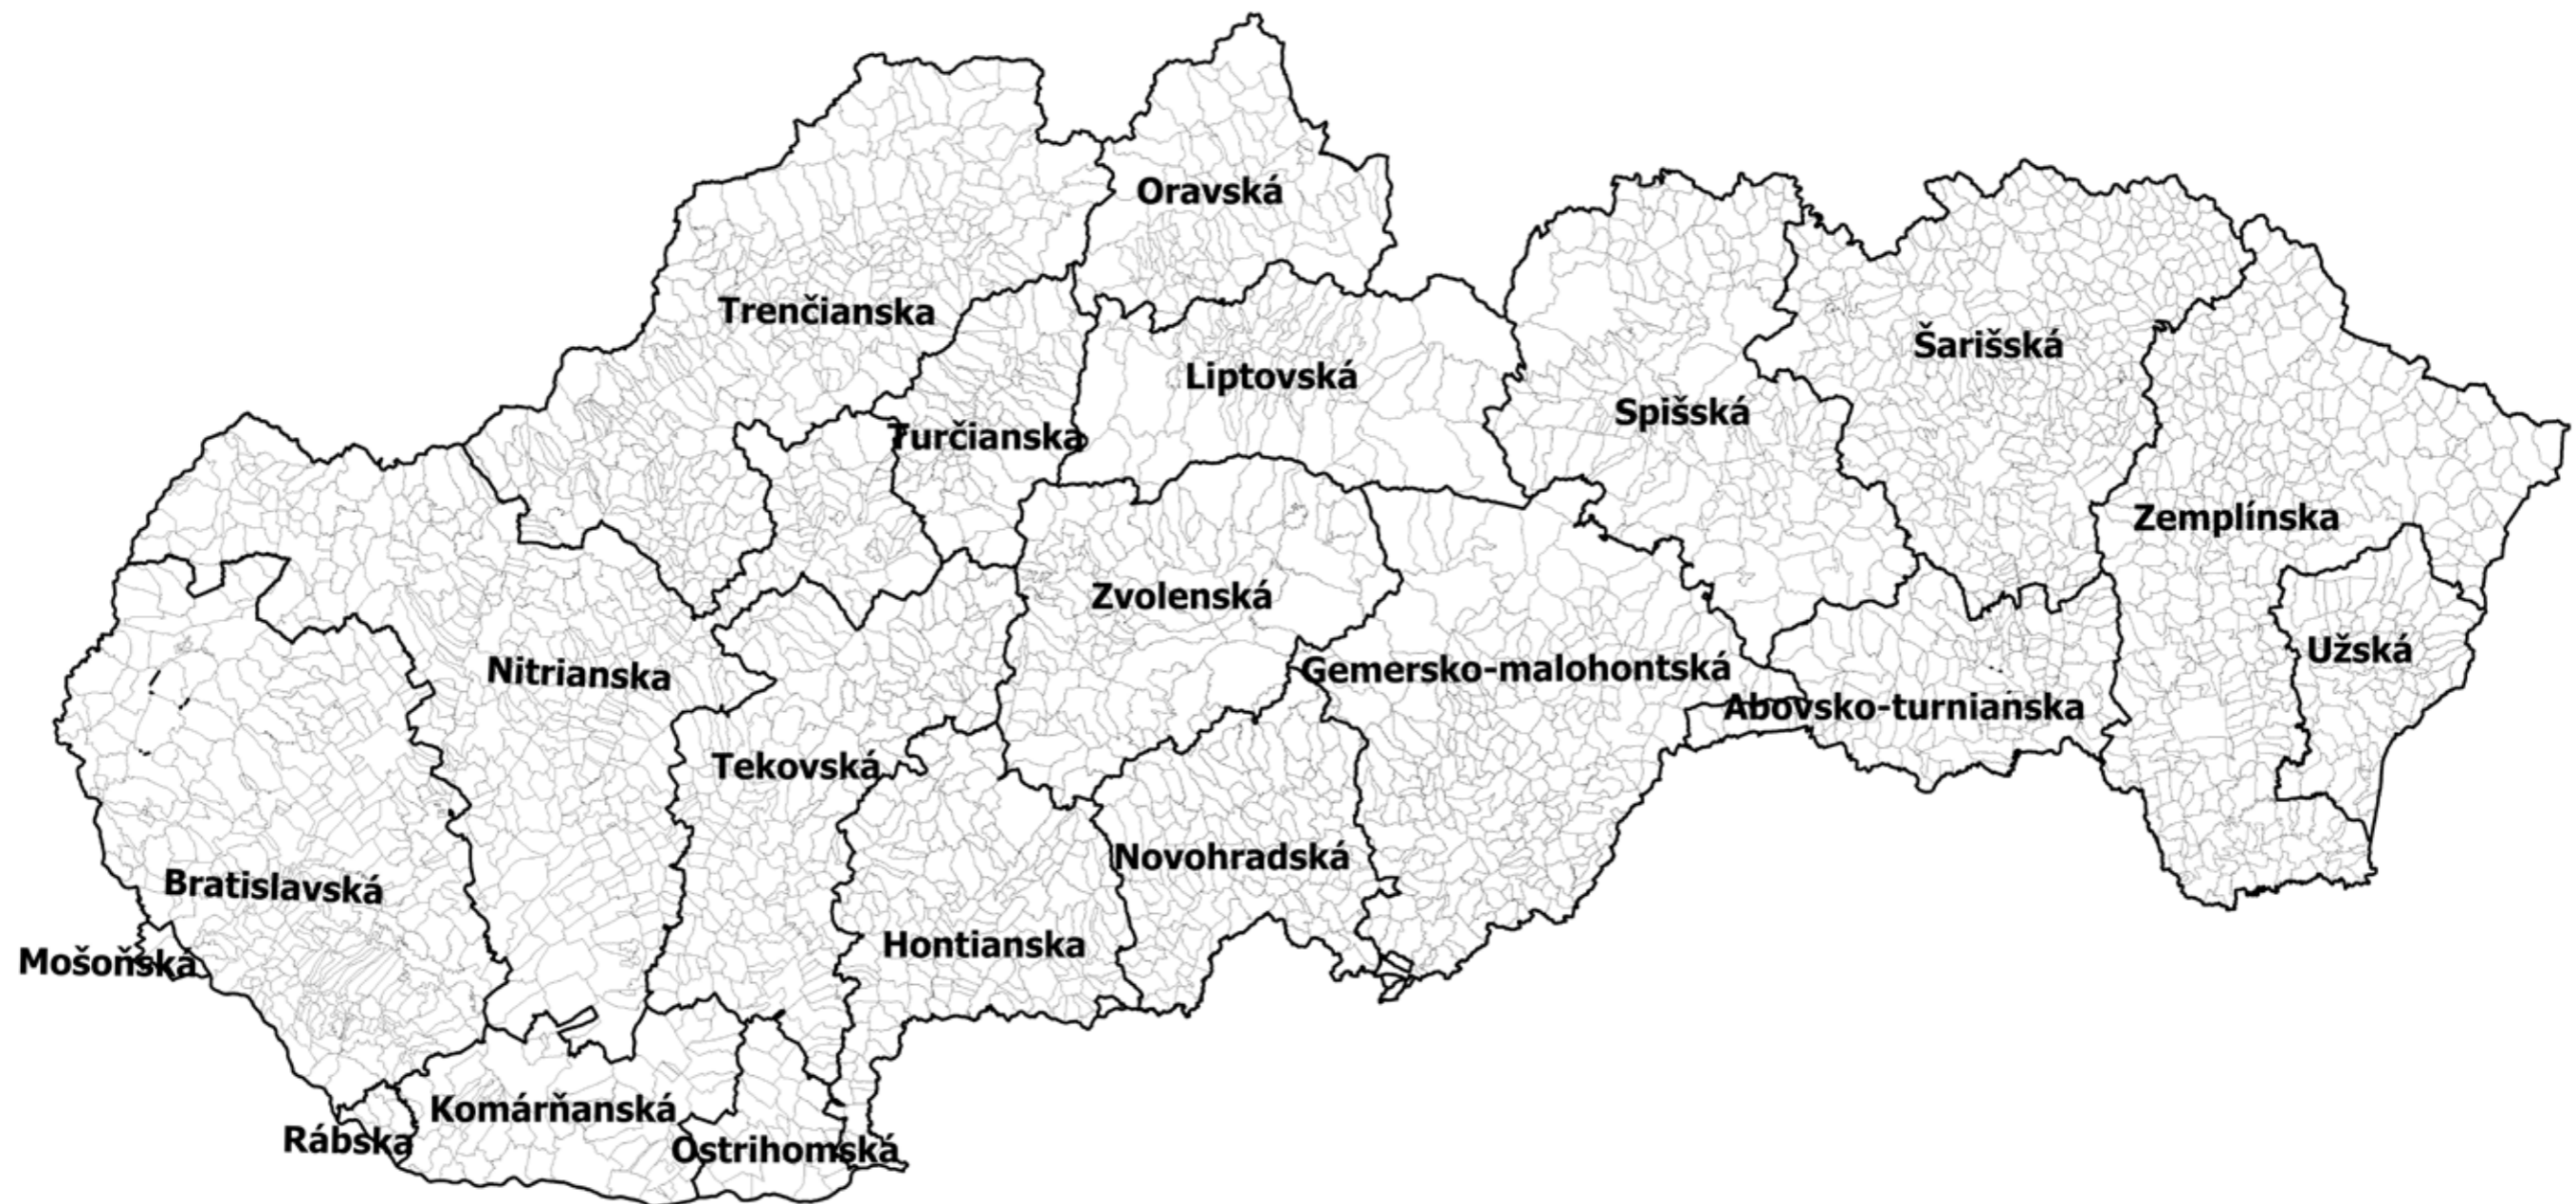 Oravská
Trenčianska
Šarišská
Liptovská
Spišská
Turčianska
Zemplínska
Zvolenská
Užská
Gemersko-malohontská
Nitrianska
Abovsko-turnianska
Tekovská
Novohradská
Bratislavská
Hontianska
Mošoňská
Komárňanská
Rábska
Ostrihomská